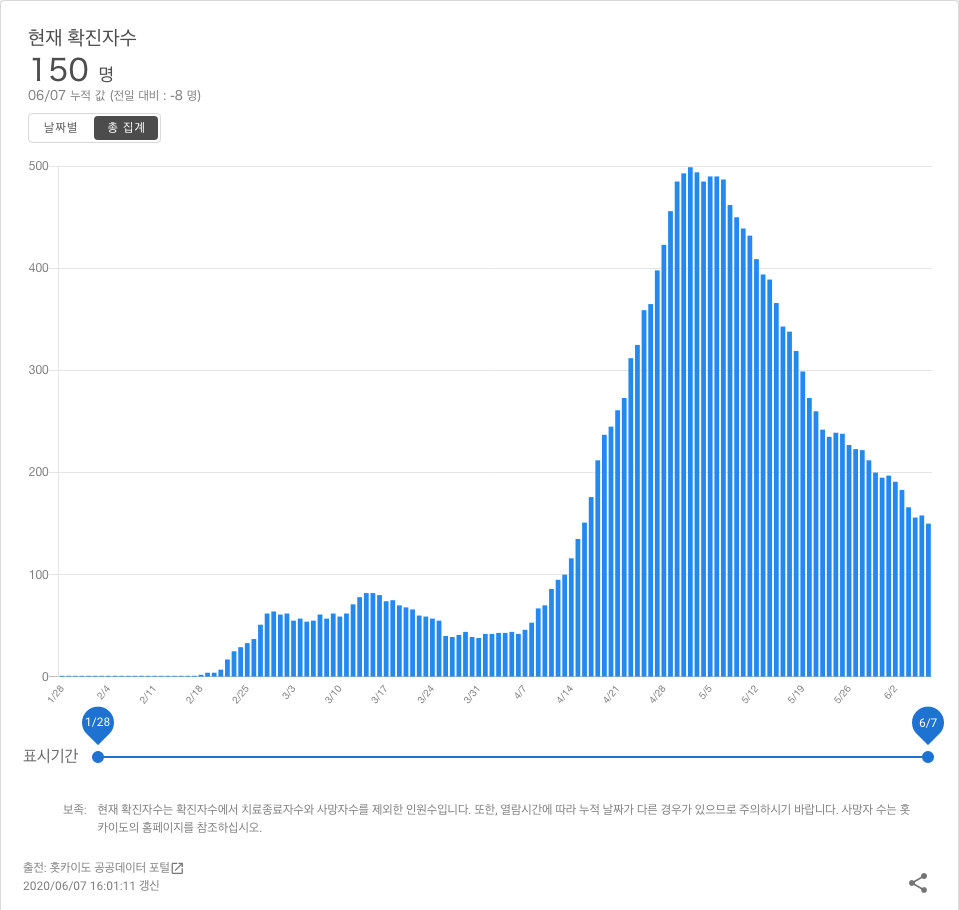 현재 확진자수
150 명
06/07 누적 값 (전일 대비 : -8 명)
날짜별 총 집계
500
400
300
200
100
0
1/28 2/4 2/11 2/18 2/25 3/3 3/10 3/17 3/24 3/31 4/7 4/14 4/21 4/28 5/5 5/12 5/19 5/26 6/2
1/28 6/7
표시기간
보족: 현재 확진자수는 확진자수에서 치료종료자수와 사망자수를 제외한 인원수입니다. 또한, 열람시간에 따라 누적 날짜가 다른 경우가 있으므로 주의하시기 바랍니다. 사망자 수는 홋
카이도의 홈페이지를 참조하십시오.
출전: 홋카이도 공공데이터 포털
2020/06/07 16:01:11 갱신